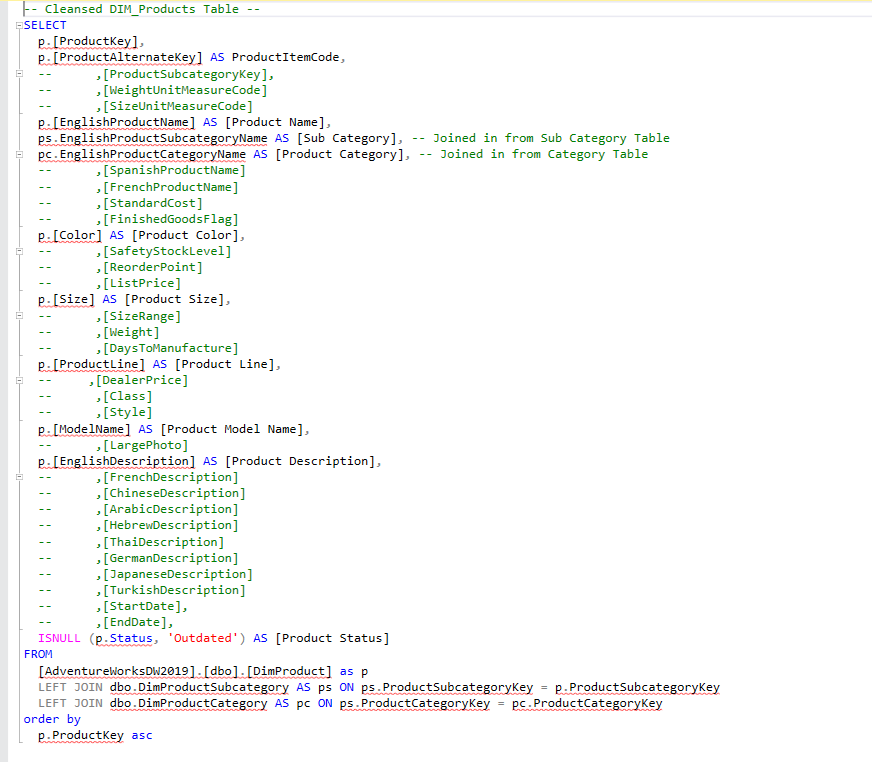 -- Cleansed DIM_Products Table --
SELECT
  p.[ProductKey],
  p.[ProductAlternateKey] AS ProductItemCode,
  --      ,[ProductSubcategoryKey],
  --      ,[WeightUnitMeasureCode]
  --      ,[SizeUnitMeasureCode]
  p.[EnglishProductName] AS [Product Name],
  ps.EnglishProductSubcategoryName AS [Sub Category], -- Joined in from Sub Category Table
  pc.EnglishProductCategoryName AS [Product Category], -- Joined in from Category Table
  --      ,[SpanishProductName]
  --      ,[FrenchProductName]
  --      ,[StandardCost]
  --      ,[FinishedGoodsFlag]
  p.[Color] AS [Product Color],
  --      ,[SafetyStockLevel]
  --      ,[ReorderPoint]
  --      ,[ListPrice]
  p.[Size] AS [Product Size],
  --      ,[SizeRange]
  --      ,[Weight]
  --      ,[DaysToManufacture]
  p.[ProductLine] AS [Product Line],
  --     ,[DealerPrice]
  --      ,[Class]
  --      ,[Style]
  p.[ModelName] AS [Product Model Name],
  --      ,[LargePhoto]
  p.[EnglishDescription] AS [Product Description],
  --      ,[FrenchDescription]
  --      ,[ChineseDescription]
  --      ,[ArabicDescription]
  --      ,[HebrewDescription]
  --      ,[ThaiDescription]
  --      ,[GermanDescription]
  --      ,[JapaneseDescription]
  --      ,[TurkishDescription]
  --      ,[StartDate],
  --      ,[EndDate],
  ISNULL (p.Status, 'Outdated') AS [Product Status]
FROM
  [AdventureWorksDW2019].[dbo].[DimProduct] as p
  LEFT JOIN dbo.DimProductSubcategory AS ps ON ps.ProductSubcategoryKey = p.ProductSubcategoryKey
  LEFT JOIN dbo.DimProductCategory AS pc ON ps.ProductCategoryKey = pc.ProductCategoryKey
order by
  p.ProductKey asc